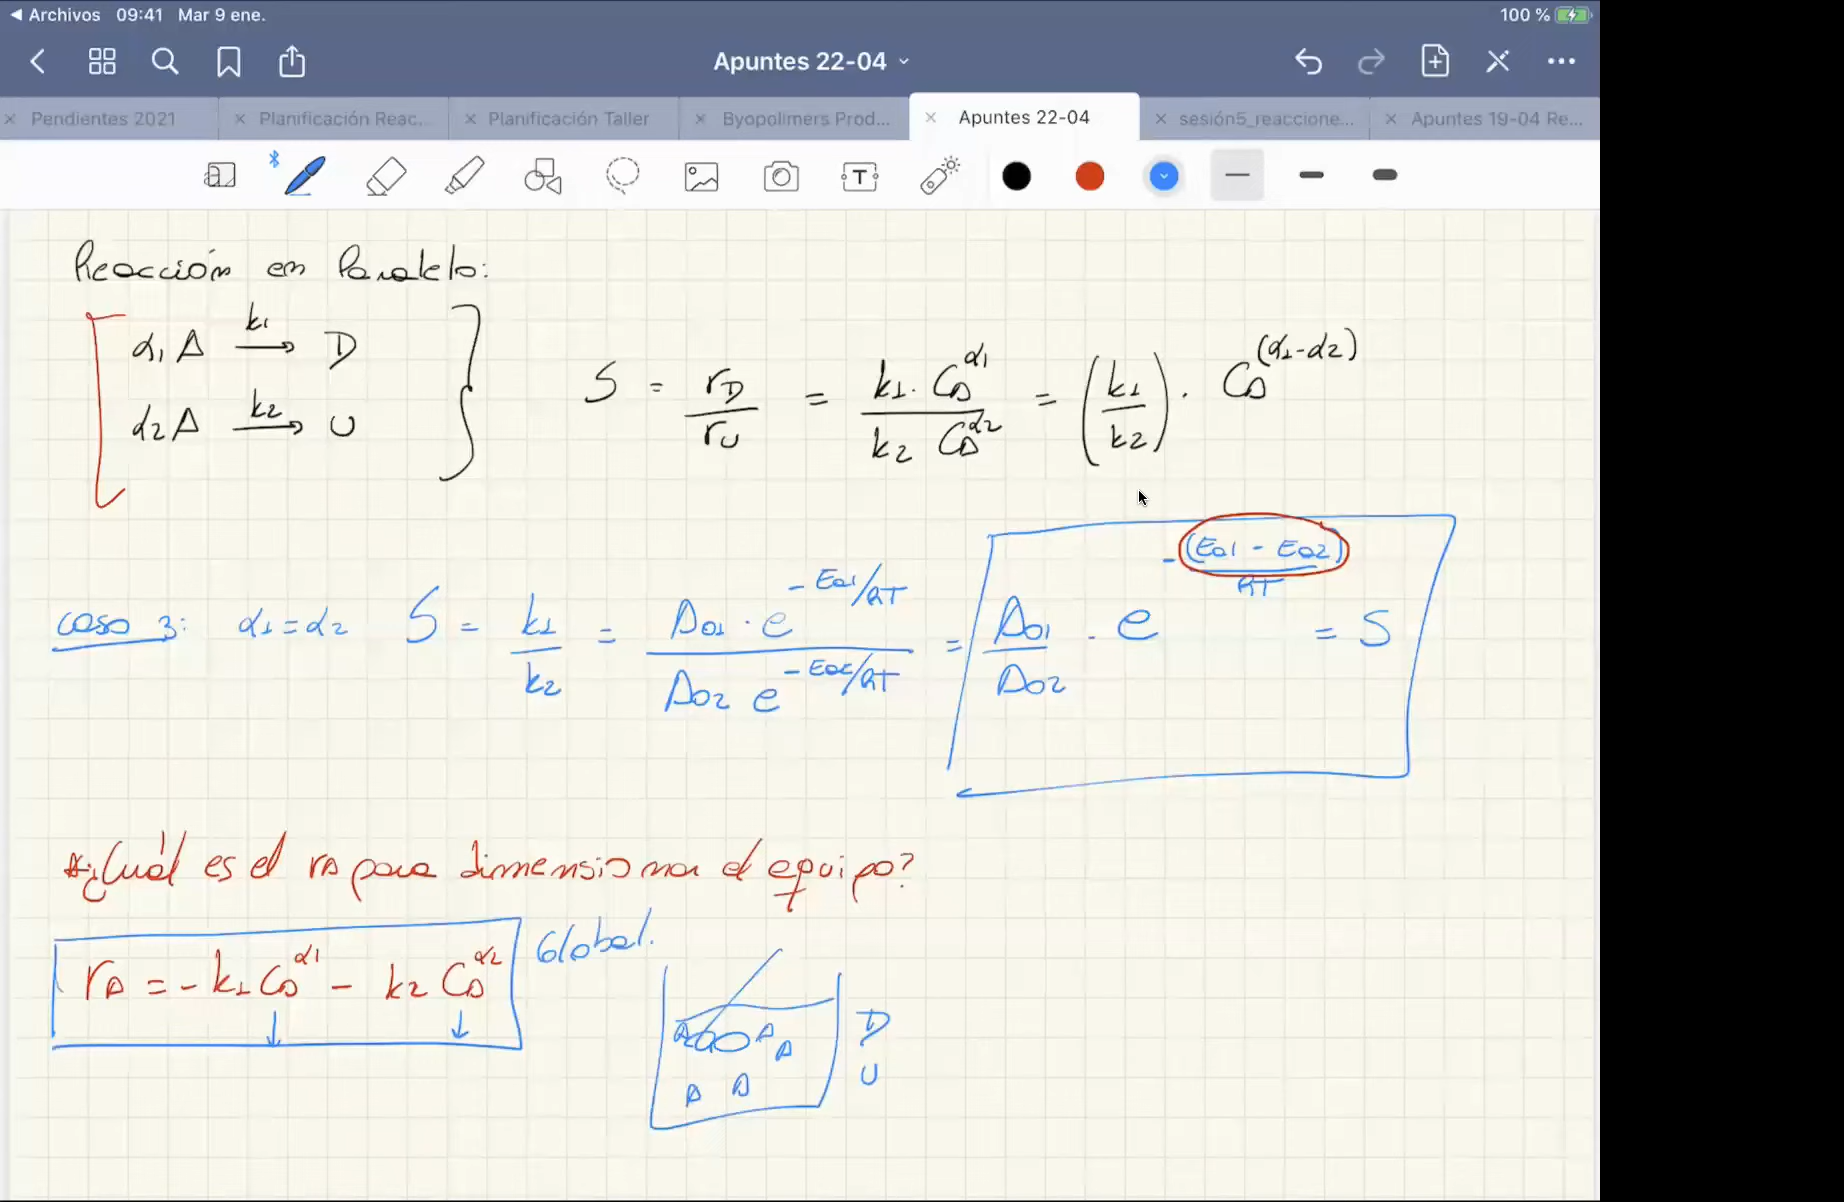 Archivos 09:41 Mar 9 ene. 100 %
Apuntes 22-04
Pendientes 2021 Planificación Reac... Planificación Taller Byopolimers Prod... Apuntes 22-04 sesión5_reaccione... Apuntes 19-04 Re...
T
Reacción en Paralelo:
α1 A —k1→ D
α2 A —k2→ U
S = rD / rU = k1 · CA^α1 / k2 CA^α2 = (k1 / k2) · CA^(α1-α2)
caso 3: α1 = α2 S = k1 / k2 = A01 · e^-Ea1/RT / A02 e^-Ea2/RT = A01 / A02 · e^-(Ea1 - Ea2)/RT = S
*¿Cuál es el rA para dimensionar el equipo?
rA = -k1 CA^α1 - k2 CA^α2 Global.
A A A D
A A U